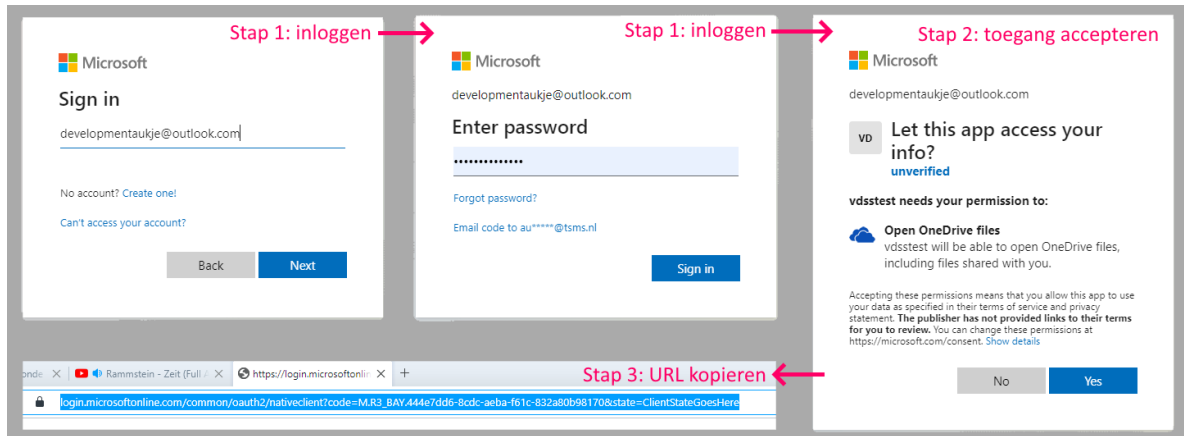 Stap 1: inloggen
Microsoft
Sign in
developmentaukje@outlook.com
No account? Create one!
Can't access your account?
Back
Next
Stap 1: inloggen
Microsoft
developmentaukje@outlook.com
Enter password
••••••••••••••
Forgot password?
Email code to au*****@tsms.nl
Sign in
Stap 2: toegang accepteren
Microsoft
developmentaukje@outlook.com
VD
Let this app access your
info?
unverified
vdsstest needs your permission to:
Open OneDrive files
vdsstest will be able to open OneDrive files,
including files shared with you.
Accepting these permissions means that you allow this app to use
your data as specified in their terms of service and privacy
statement. The publisher has not provided links to their terms
for you to review. You can change these permissions at
https://microsoft.com/consent. Show details
No
Yes
Stap 3: URL kopieren
onde
Rammstein - Zeit (Full
https://login.microsoftonlin
login.microsoftonline.com/common/oauth2/nativeclient?code=M.R3_BAY.444e7dd6-8cdc-aeba-f61c-832a80b98170&state=ClientStateGoesHere